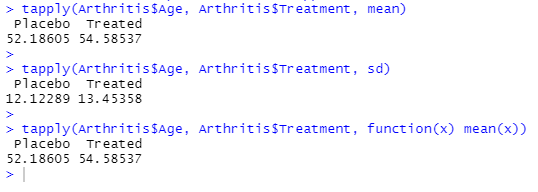 > tapply(Arthritis$Age, Arthritis$Treatment, mean)
 Placebo  Treated
52.18605 54.58537
>
> tapply(Arthritis$Age, Arthritis$Treatment, sd)
 Placebo  Treated
12.12289 13.45358
>
> tapply(Arthritis$Age, Arthritis$Treatment, function(x) mean(x))
 Placebo  Treated
52.18605 54.58537
>